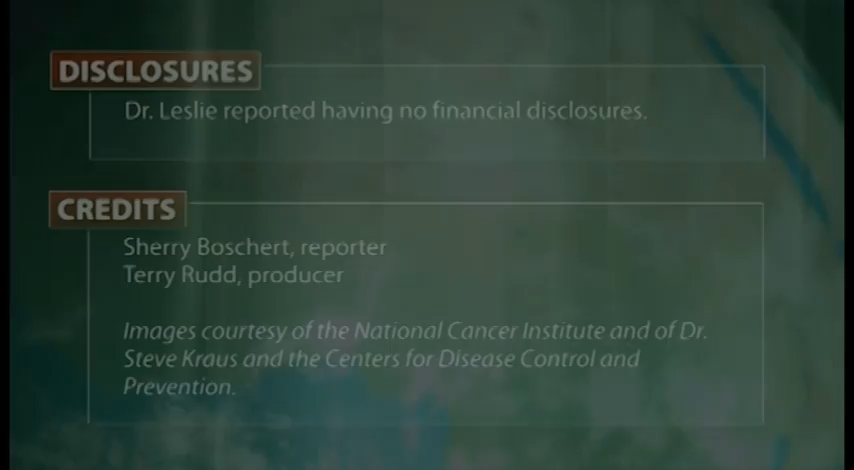 DISCLOSURES
Dr. Leslie reported having no financial disclosures.
CREDITS
Sherry Boschert, reporter
Terry Rudd, producer
Images courtesy of the National Cancer Institute and of Dr.
Steve Kraus and the Centers for Disease Control and
Prevention.